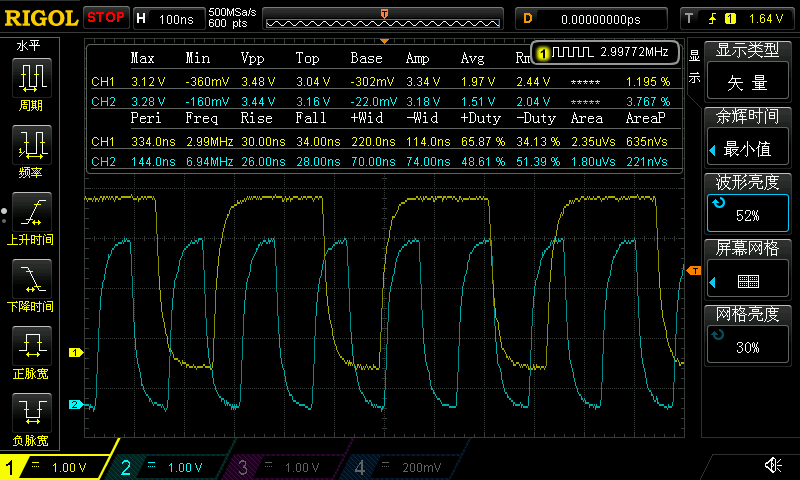 RIGOL STOP H 100ns 500MSa/s D 0.00000000ps T 1 1.64 V
600 pts
T
水平
周期
频率
上升时间
下降时间
正脉宽
负脉宽
1 2.99772MHz
Max Min Vpp Top Base Amp Avg
CH1 3.12 V -360mV 3.48 V 3.04 V -302mV 3.34 V 1.97 V 2.44 V ***** 1.195 %
CH2 3.28 V -160mV 3.44 V 3.16 V -22.0mV 3.18 V 1.51 V 2.04 V ***** 3.767 %
Peri Freq Rise Fall +Wid -Wid +Duty -Duty Area AreaP
CH1 334.0ns 2.99MHz 30.00ns 34.00ns 220.0ns 114.0ns 65.87 % 34.13 % 2.35uVs 635nVs
CH2 144.0ns 6.94MHz 26.00ns 28.00ns 70.00ns 74.00ns 48.61 % 51.39 % 1.80uVs 221nVs
1
2
T
显示
显示类型
矢量
余辉时间
最小值
波形亮度
52%
屏幕网格
网格亮度
30%
1 1.00 V 2 1.00 V 3 1.00 V 4 200mV